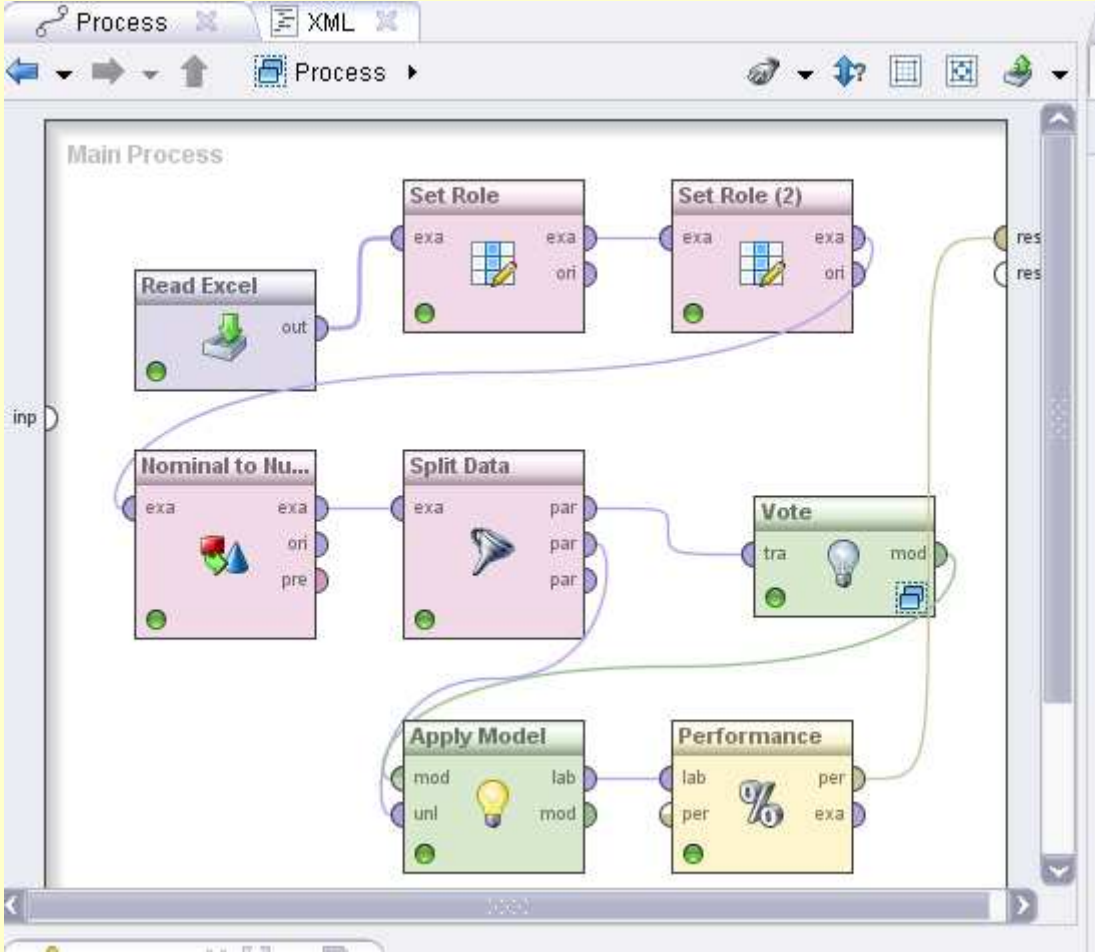 Process
XML
Process
Main Process
Set Role
exa exa
ori
Set Role (2)
exa exa
ori
res
res
Read Excel
out
inp
Nominal to Nu...
exa exa
ori
pre
Split Data
exa par
par
par
Vote
tra mod
Apply Model
mod lab
unl mod
Performance
lab per
per exa
%